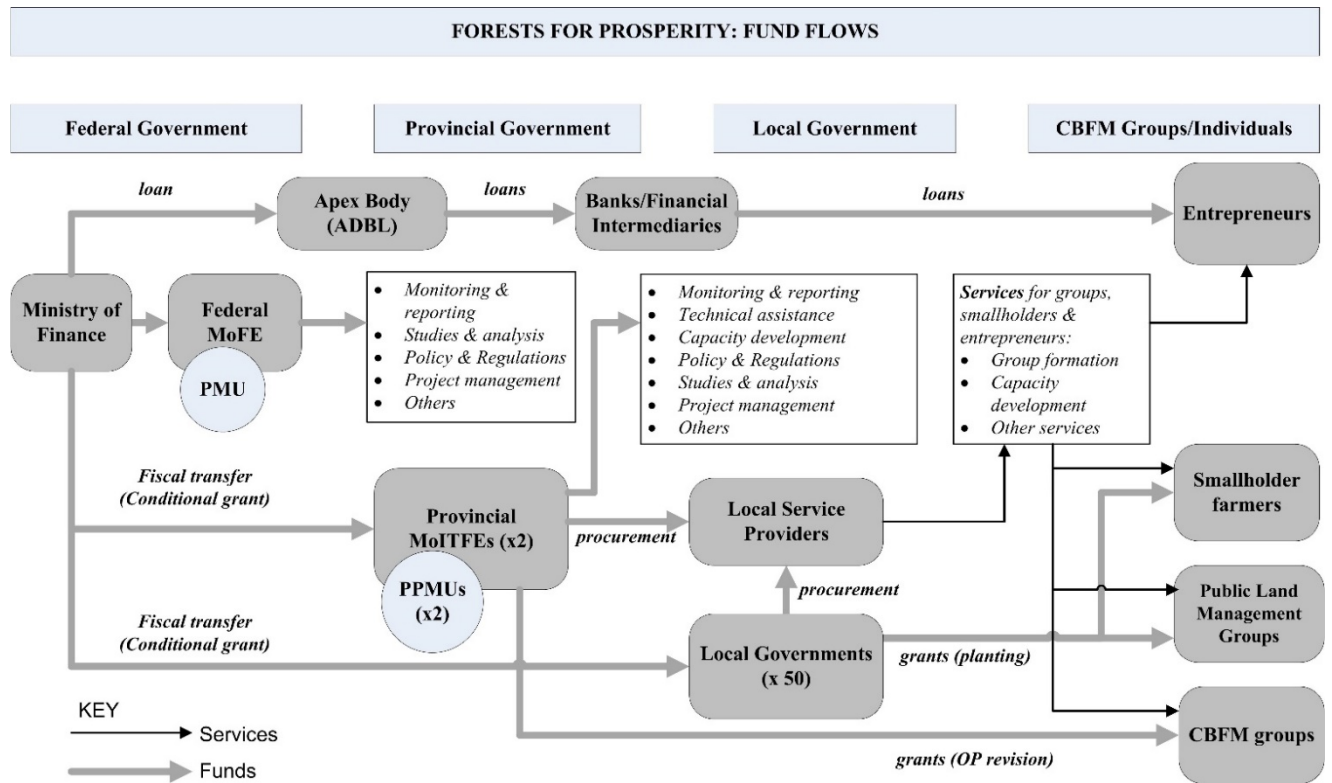 FORESTS FOR PROSPERITY: FUND FLOWS
Federal Government
Provincial Government
Local Government
CBFM Groups/Individuals
loan
Apex Body
(ADBL)
loans
Banks/Financial
Intermediaries
loans
Entrepreneurs
Ministry of
Finance
Federal
MoFE
PMU
• Monitoring &
reporting
• Studies & analysis
• Policy & Regulations
• Project management
• Others
• Monitoring & reporting
• Technical assistance
• Capacity development
• Policy & Regulations
• Studies & analysis
• Project management
• Others
Services for groups,
smallholders &
entrepreneurs:
• Group formation
• Capacity
development
• Other services
Fiscal transfer
(Conditional grant)
Provincial
MoITFEs (x2)
PPMUs
(x2)
procurement
Local Service
Providers
Smallholder
farmers
procurement
Public Land
Management
Groups
Fiscal transfer
(Conditional grant)
Local Governments
(x 50)
grants (planting)
CBFM groups
grants (OP revision)
KEY
Services
Funds